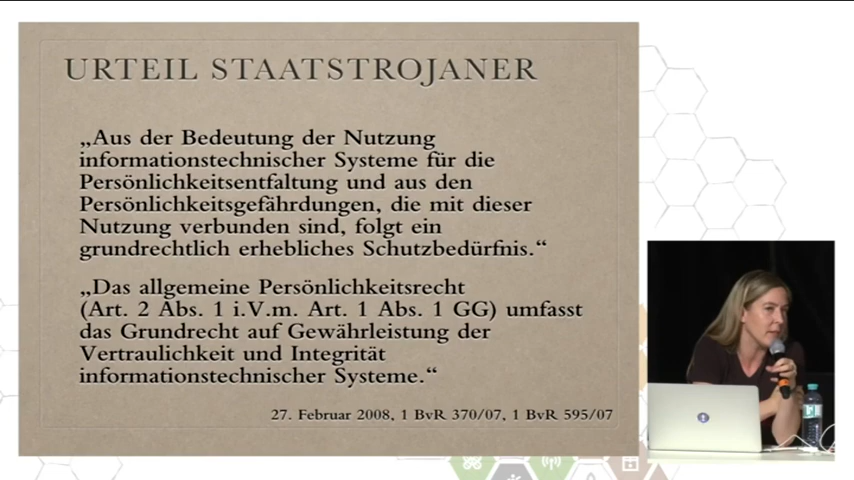 URTEIL STAATSTROJANER
„Aus der Bedeutung der Nutzung
informationstechnischer Systeme für die
Persönlichkeitsentfaltung und aus den
Persönlichkeitsgefährdungen, die mit dieser
Nutzung verbunden sind, folgt ein
grundrechtlich erhebliches Schutzbedürfnis.“
„Das allgemeine Persönlichkeitsrecht
(Art. 2 Abs. 1 i.V.m. Art. 1 Abs. 1 GG) umfasst
das Grundrecht auf Gewährleistung der
Vertraulichkeit und Integrität
informationstechnischer Systeme.“
27. Februar 2008, 1 BvR 370/07, 1 BvR 595/07